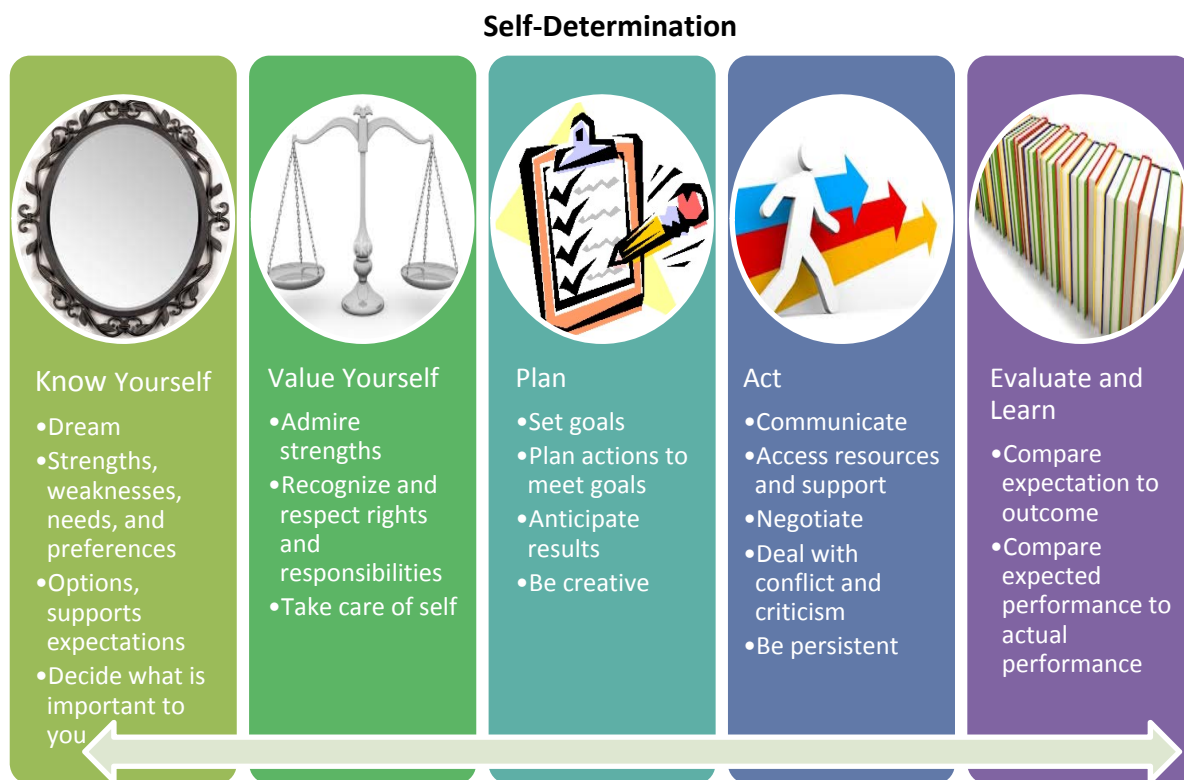 Self-Determination
Know Yourself
•Dream
•Strengths,
weaknesses,
needs, and
preferences
•Options,
supports
expectations
•Decide what is
important to
you
Value Yourself
•Admire
strengths
•Recognize and
respect rights
and
responsibilities
•Take care of self
Plan
•Set goals
•Plan actions to
meet goals
•Anticipate
results
•Be creative
Act
•Communicate
•Access resources
and support
•Negotiate
•Deal with
conflict and
criticism
•Be persistent
Evaluate and
Learn
•Compare
expectation to
outcome
•Compare
expected
performance to
actual
performance